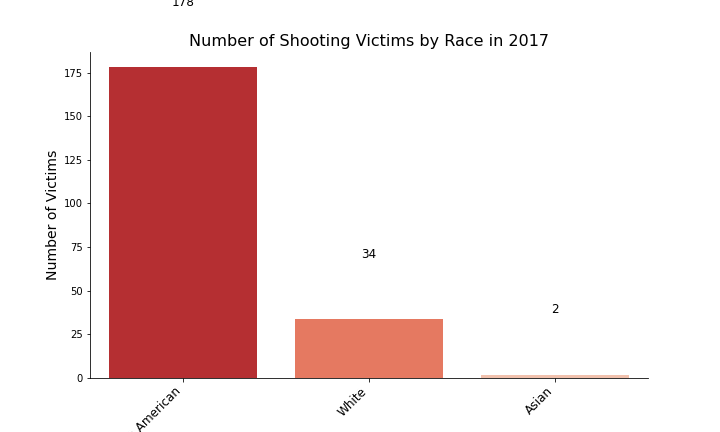 178
Number of Shooting Victims by Race in 2017
Number of Victims
175
150
125
100
75
50
25
0
34
2
American
White
Asian